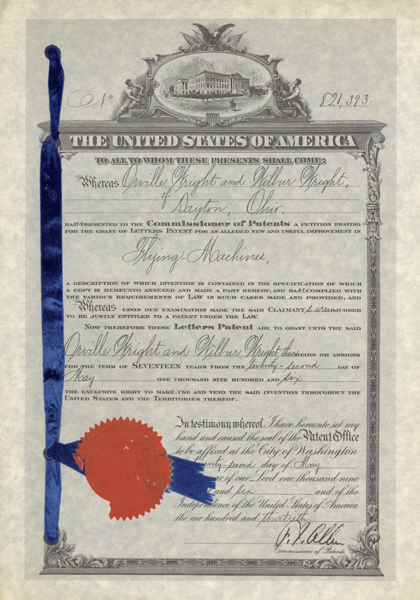 No 821,393.
THE UNITED STATES OF AMERICA
TO ALL TO WHOM THESE PRESENTS SHALL COME:
Whereas Orville Wright and Wilbur Wright,
of Dayton, Ohio,
HAVE PRESENTED TO THE Commissioner of Patents A PETITION PRAYING
FOR THE GRANT OF LETTERS PATENT FOR AN ALLEGED NEW AND USEFUL IMPROVEMENT IN
Flying-Machines,
A DESCRIPTION OF WHICH INVENTION IS CONTAINED IN THE SPECIFICATION OF WHICH
A COPY IS HEREUNTO ANNEXED AND MADE A PART HEREOF, AND HAVE COMPLIED WITH
THE VARIOUS REQUIREMENTS OF LAW IN SUCH CASES MADE AND PROVIDED, AND
Whereas UPON DUE EXAMINATION MADE THE SAID CLAIMANTS are ADJUDGED
TO BE JUSTLY ENTITLED TO A PATENT UNDER THE LAW.
NOW THEREFORE THESE Letters Patent ARE TO GRANT UNTO THE SAID
Orville Wright and Wilbur Wright, their HEIRS OR ASSIGNS
FOR THE TERM OF SEVENTEEN YEARS FROM THE twenty-second DAY OF
May ONE THOUSAND NINE HUNDRED AND six,
THE EXCLUSIVE RIGHT TO MAKE, USE AND VEND THE SAID INVENTION THROUGHOUT THE
UNITED STATES AND THE TERRITORIES THEREOF.
In testimony whereof I have hereunto set my
hand and caused the seal of the Patent Office
to be affixed at the City of Washington
enty-second day of May,
of our Lord one thousand nine
and six, and of the
Independence of the United States of America
the one hundred and thirtieth.
F. I. Allen
Commissioner of Patents.